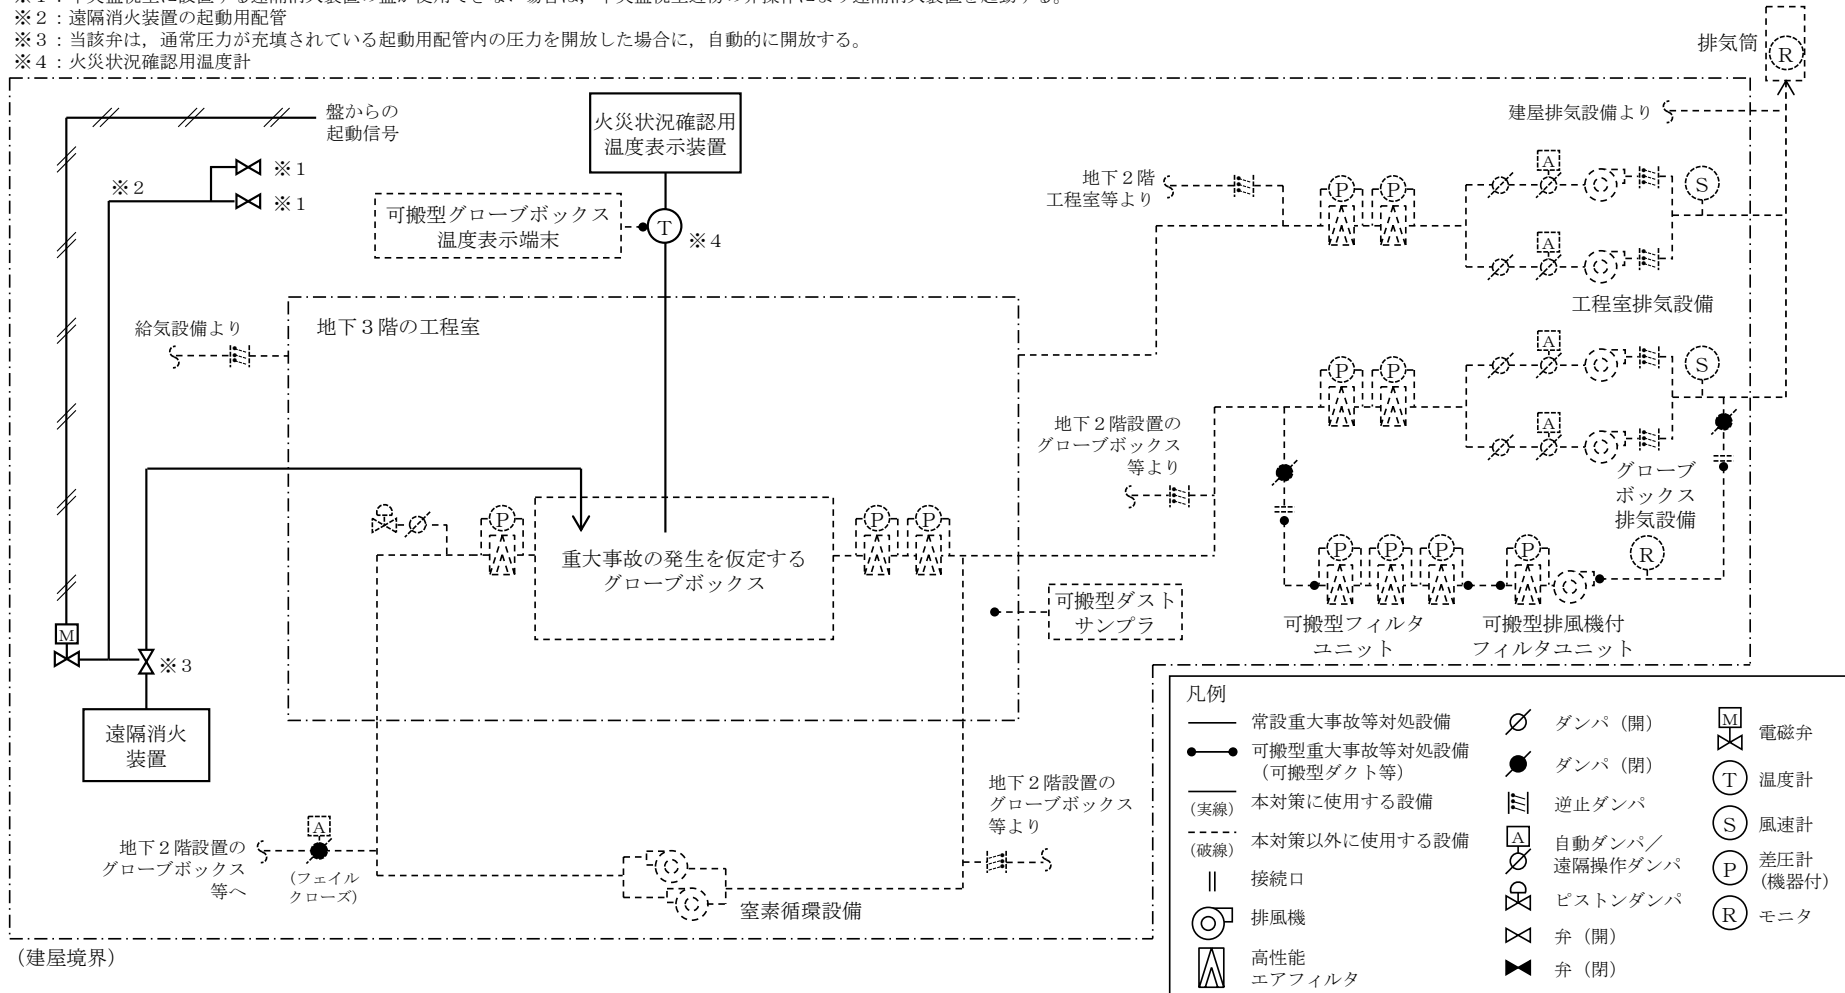 ※２：遠隔消火装置の起動用配管
※３：当該弁は，通常圧力が充填されている起動用配管内の圧力を開放した場合に，自動的に開放する。
※４：火災状況確認用温度計
排気筒
R
盤からの
起動信号
※１
※２
※１
火災状況確認用
温度表示装置
可搬型グローブボックス
温度表示端末
T
※４
建屋排気設備より
地下２階
工程室等より
P
P
A
S
A
工程室排気設備
給気設備より
地下３階の工程室
地下２階設置の
グローブボックス
等より
P
P
A
S
A
グローブ
ボックス
排気設備
R
P
重大事故の発生を仮定する
グローブボックス
P
P
P
P
P
P
可搬型フィルタ
ユニット
可搬型排風機付
フィルタユニット
可搬型ダスト
サンプラ
M
※３
遠隔消火
装置
地下２階設置の
グローブボックス
等へ
A
（フェイル
クローズ）
窒素循環設備
地下２階設置の
グローブボックス
等より
（建屋境界）
凡例
常設重大事故等対処設備
可搬型重大事故等対処設備
（可搬型ダクト等）
（実線）
本対策に使用する設備
（破線）
本対策以外に使用する設備
接続口
排風機
高性能
エアフィルタ
ダンパ（開）
ダンパ（閉）
逆止ダンパ
A
自動ダンパ／
遠隔操作ダンパ
ピストンダンパ
弁（開）
弁（閉）
M
電磁弁
T
温度計
S
風速計
P
差圧計
（機器付）
R
モニタ